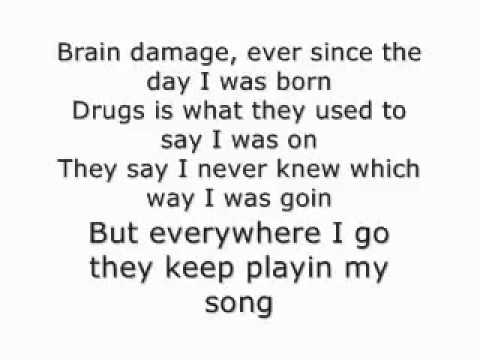 Brain damage, ever since the
day I was born
Drugs is what they used to
say I was on
They say I never knew which
way I was goin
But everywhere I go
they keep playin my
song